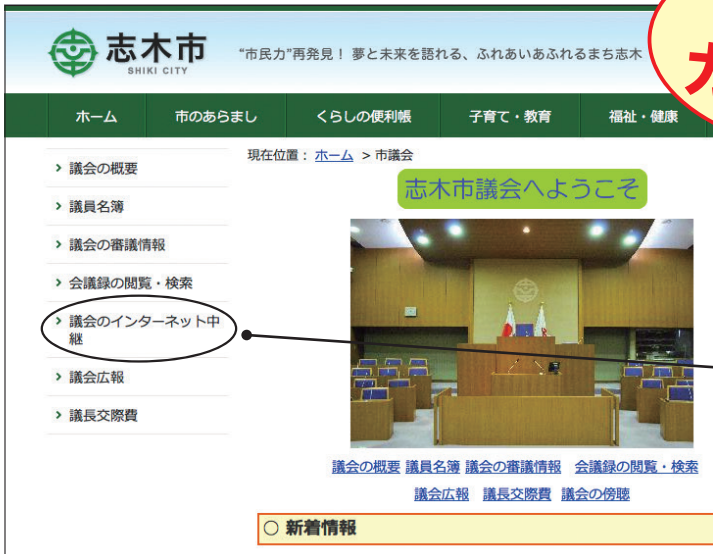 志木市
SHIKI CITY
“市民力”再発見！ 夢と未来を語れる、ふれあいあふれるまち志木
ホーム 市のあらまし くらしの便利帳 子育て・教育 福祉・健康
現在位置： ホーム > 市議会
志木市議会へようこそ
> 議会の概要
> 議員名簿
> 議会の審議情報
> 会議録の閲覧・検索
> 議会のインターネット中
継
> 議会広報
> 議長交際費
議会の概要 議員名簿 議会の審議情報 会議録の閲覧・検索
議会広報 議長交際費 議会の傍聴
○ 新着情報